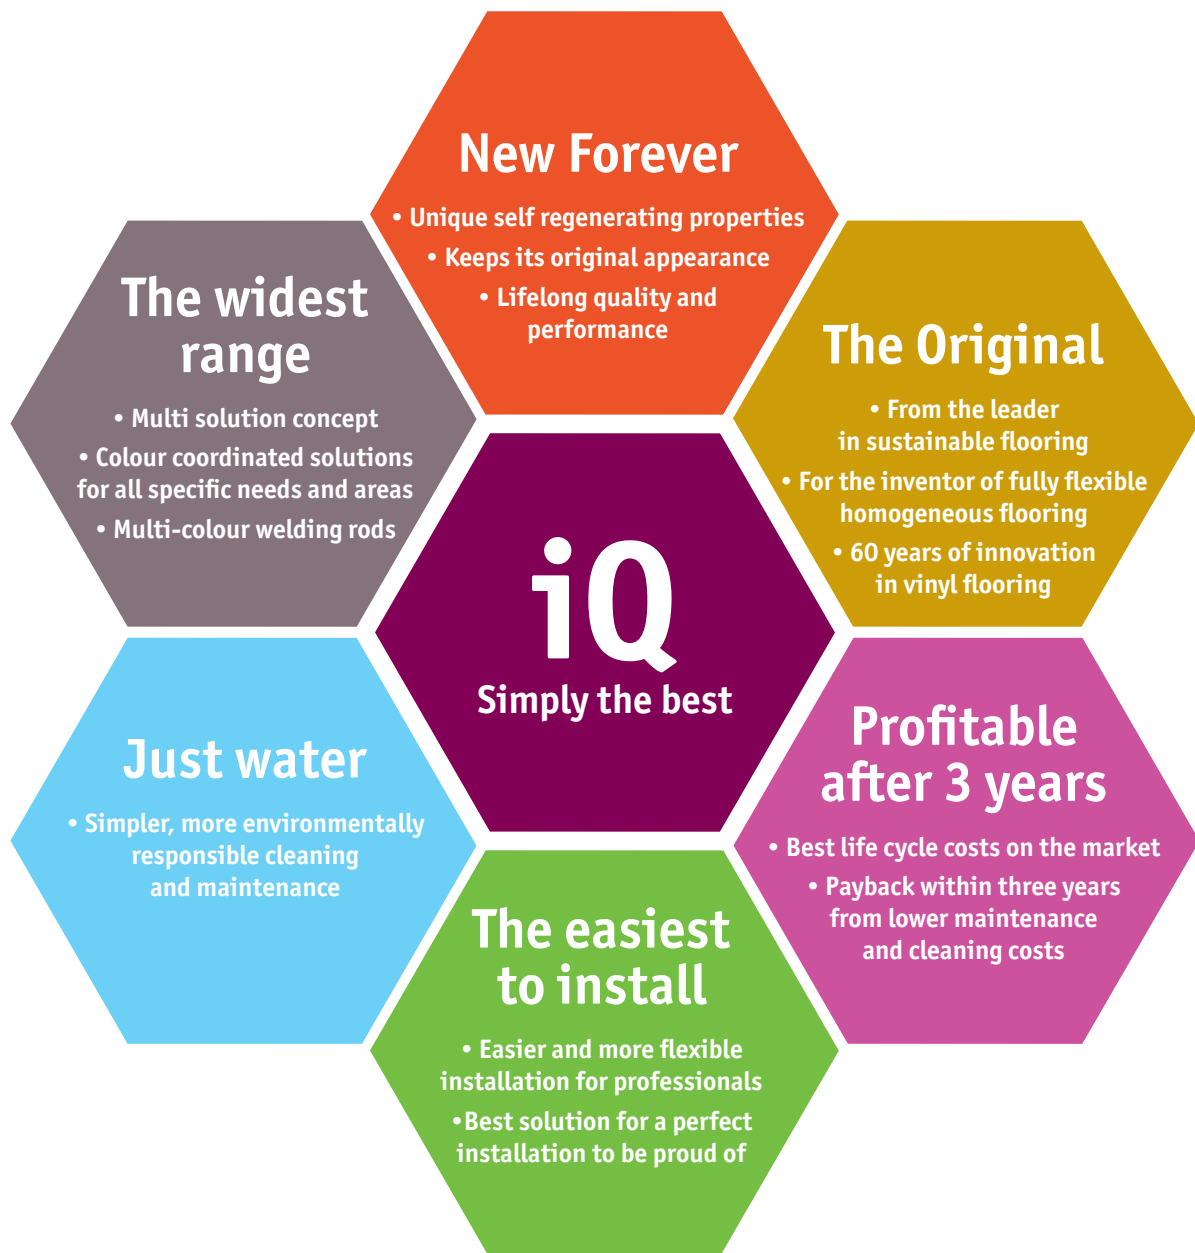 New Forever
• Unique self regenerating properties
• Keeps its original appearance
• Lifelong quality and
performance
The widest
range
• Multi solution concept
• Colour coordinated solutions
for all specific needs and areas
• Multi-colour welding rods
The Original
• From the leader
in sustainable flooring
• For the inventor of fully flexible
homogeneous flooring
• 60 years of innovation
in vinyl flooring
iQ
Simply the best
Just water
• Simpler, more environmentally
responsible cleaning
and maintenance
Profitable
after 3 years
• Best life cycle costs on the market
• Payback within three years
from lower maintenance
and cleaning costs
The easiest
to install
• Easier and more flexible
installation for professionals
•Best solution for a perfect
installation to be proud of